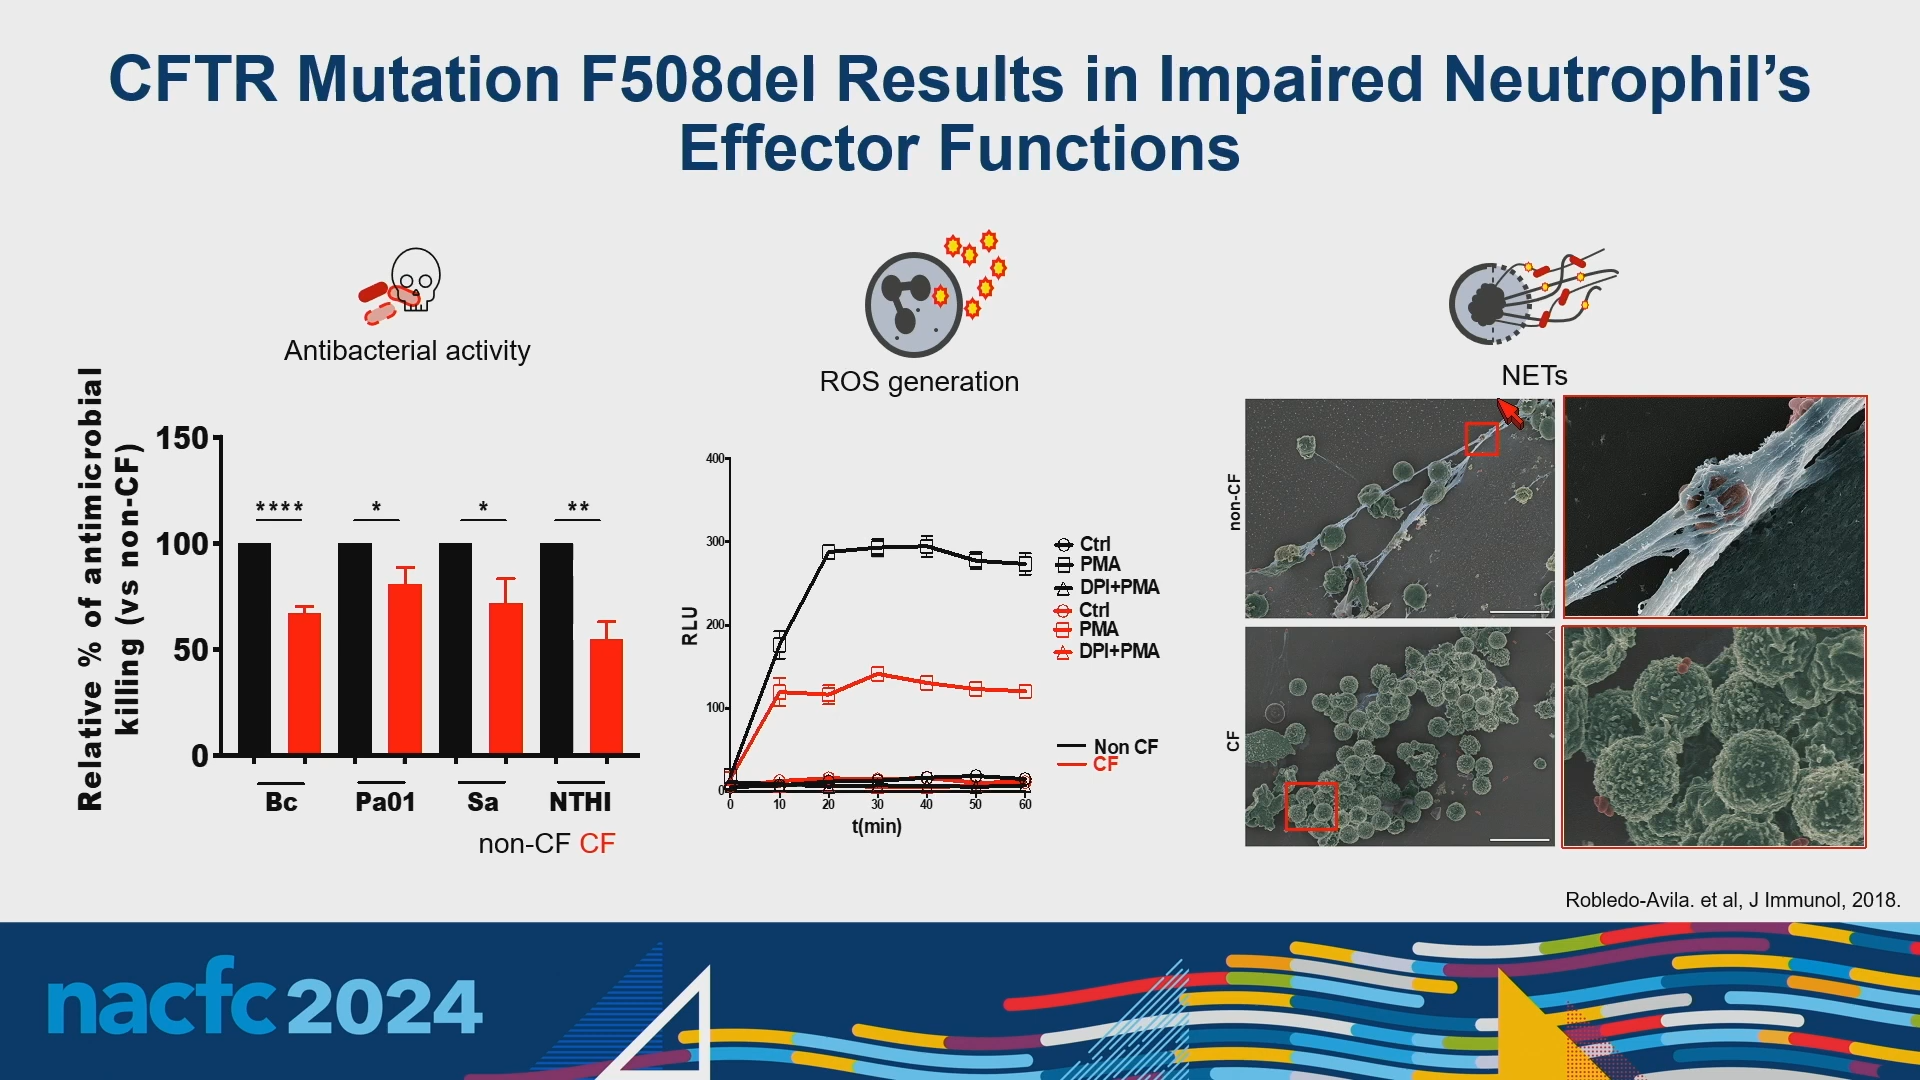 CFTR Mutation F508del Results in Impaired Neutrophil’s
Effector Functions
Antibacterial activity
Relative % of antimicrobial
killing (vs non-CF)
150
100
50
0
****
*
*
**
Bc
Pa01
Sa
NTHI
non-CF CF
ROS generation
RLU
400
300
200
100
0
0
10
20
30
40
50
60
t(min)
Ctrl
PMA
DPI+PMA
Ctrl
PMA
DPI+PMA
Non CF
CF
NETs
non-CF
CF
Robledo-Avila. et al, J Immunol, 2018.
nacfc 2024